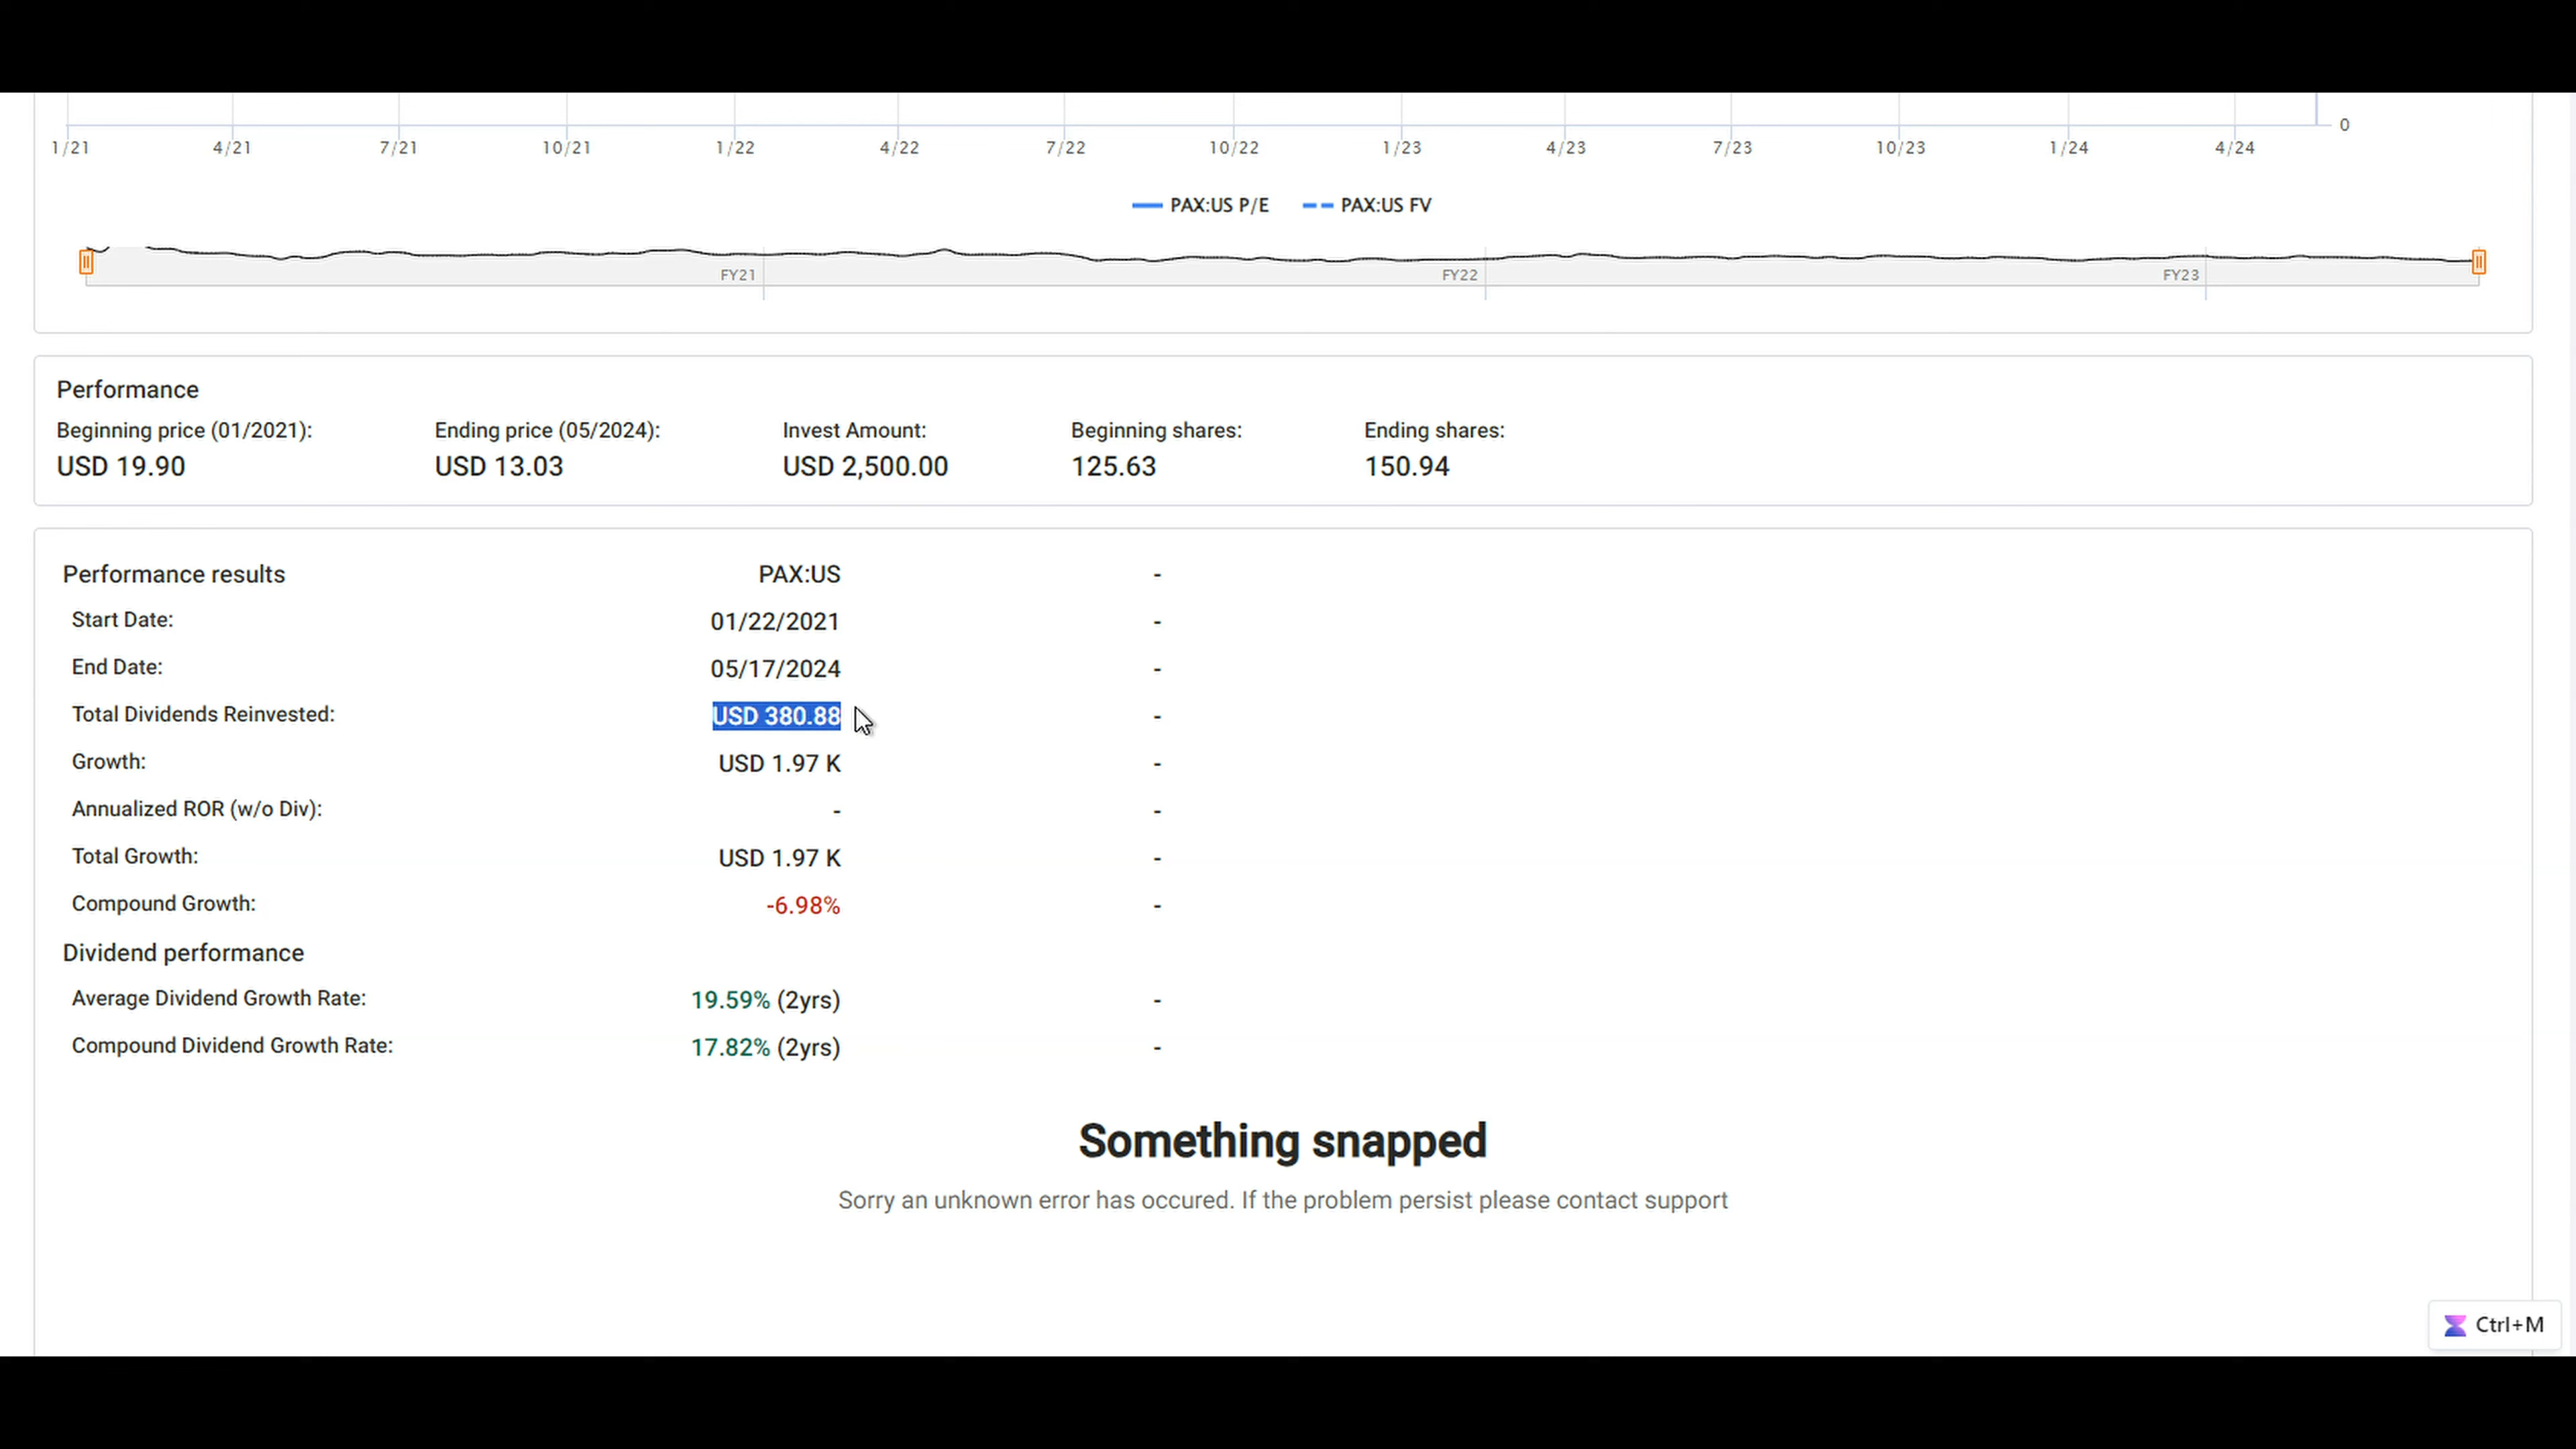 0
1/21 4/21 7/21 10/21 1/22 4/22 7/22 10/22 1/23 4/23 7/23 10/23 1/24 4/24
PAX:US P/E PAX:US FV
FY21 FY22 FY23
Performance
Beginning price (01/2021): Ending price (05/2024): Invest Amount: Beginning shares: Ending shares:
USD 19.90 USD 13.03 USD 2,500.00 125.63 150.94
Performance results PAX:US -
Start Date: 01/22/2021 -
End Date: 05/17/2024 -
Total Dividends Reinvested: USD 380.88 -
Growth: USD 1.97 K -
Annualized ROR (w/o Div): - -
Total Growth: USD 1.97 K -
Compound Growth: -6.98% -
Dividend performance
Average Dividend Growth Rate: 19.59% (2yrs) -
Compound Dividend Growth Rate: 17.82% (2yrs) -
Something snapped
Sorry an unknown error has occured. If the problem persist please contact support
Ctrl+M